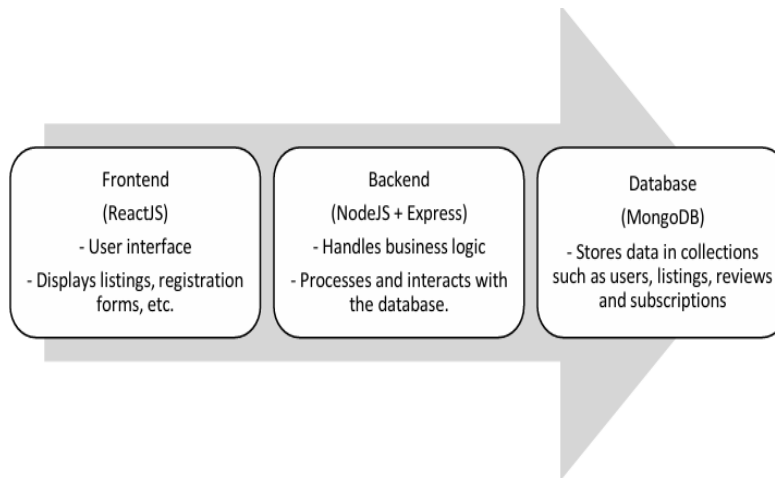 Frontend
(ReactJS)
- User interface
- Displays listings, registration
forms, etc.
Backend
(NodeJS + Express)
- Handles business logic
- Processes and interacts with
the database.
Database
(MongoDB)
- Stores data in collections
such as users, listings, reviews
and subscriptions